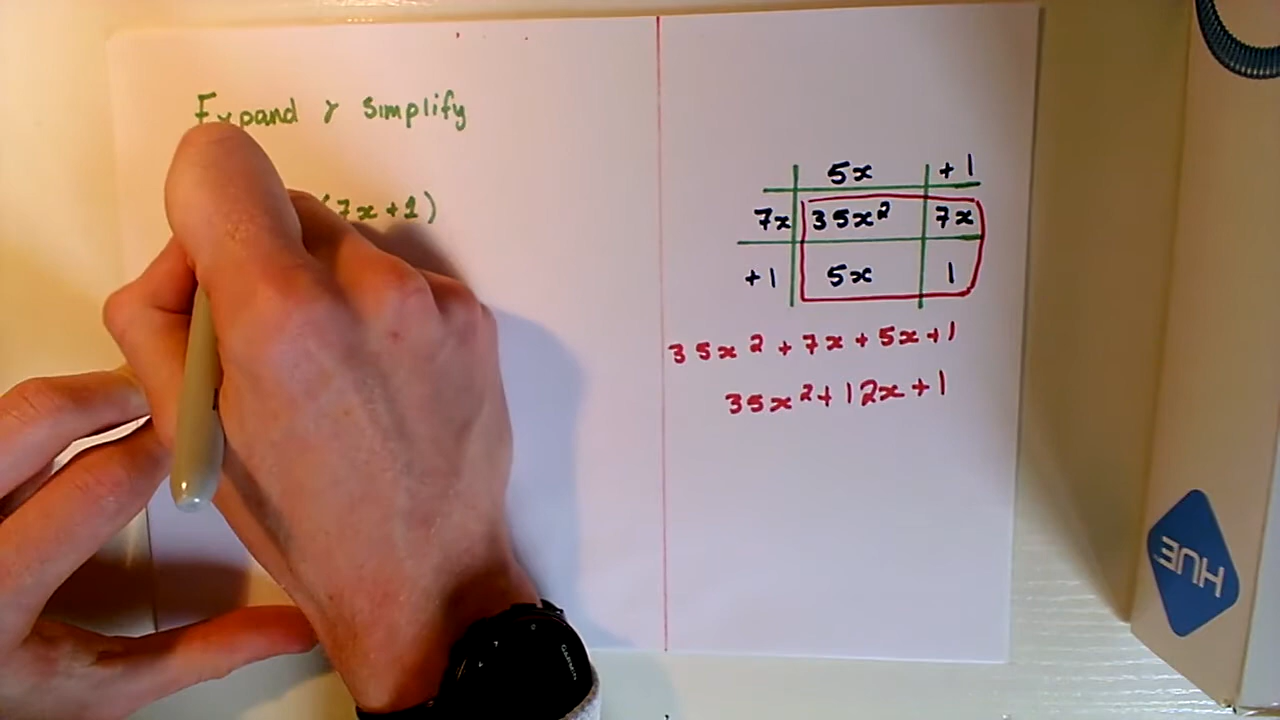 Expand & simplify
(7x+1)
5x +1
7x 35x² 7x
+1 5x 1
35x² + 7x + 5x + 1
35x² + 12x + 1
HUE
GARMIN